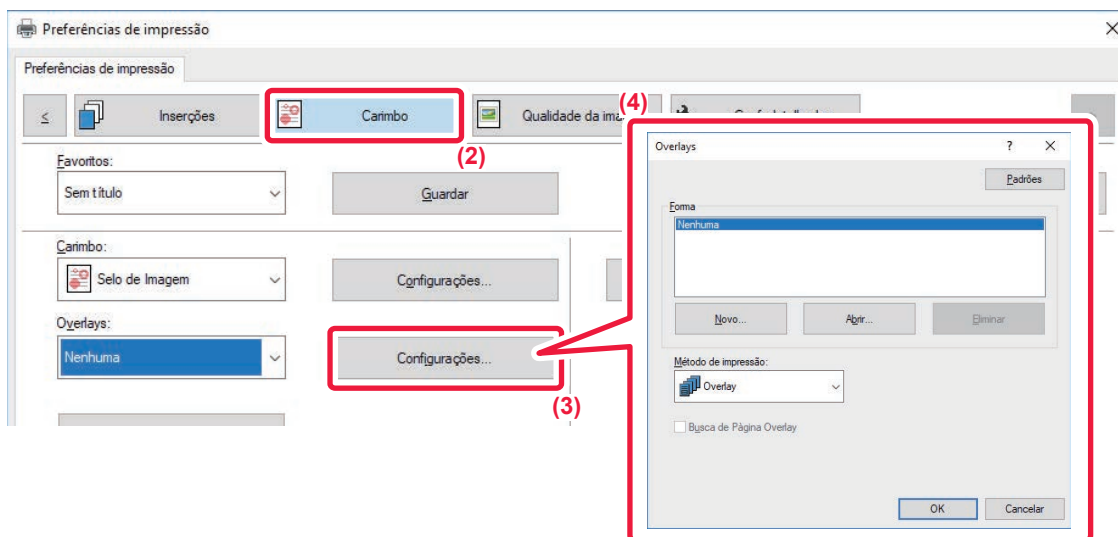 Preferências de impressão
Preferências de impressão
<
Inserções
Carimbo
Qualidade da ima
(4)
(2)
Favoritos:
Sem título
Guardar
Carimbo:
Selo de Imagem
Configurações...
Overlays:
Nenhuma
Configurações...
(3)
Overlays
?
Padrões
Forma
Nenhuma
Novo...
Abrir...
Eliminar
Método de impressão:
Overlay
Busca de Página Overlay
OK
Cancelar